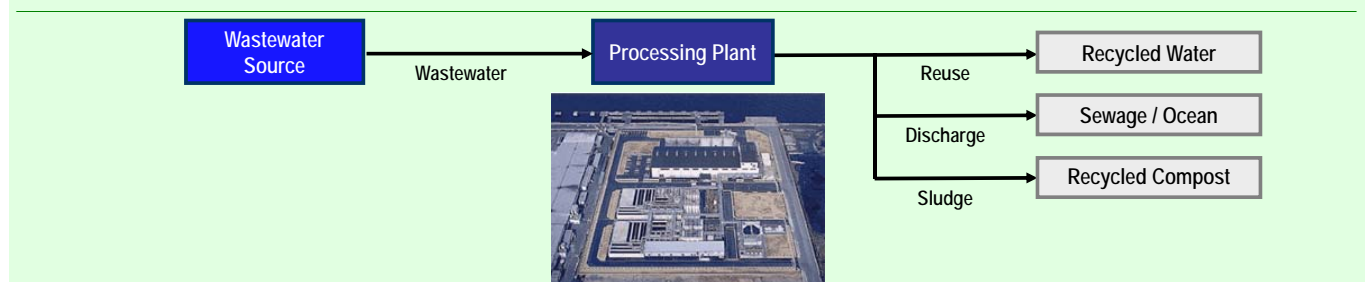 Wastewater
Source
Wastewater
Processing Plant
Reuse
Recycled Water
Discharge
Sewage / Ocean
Sludge
Recycled Compost